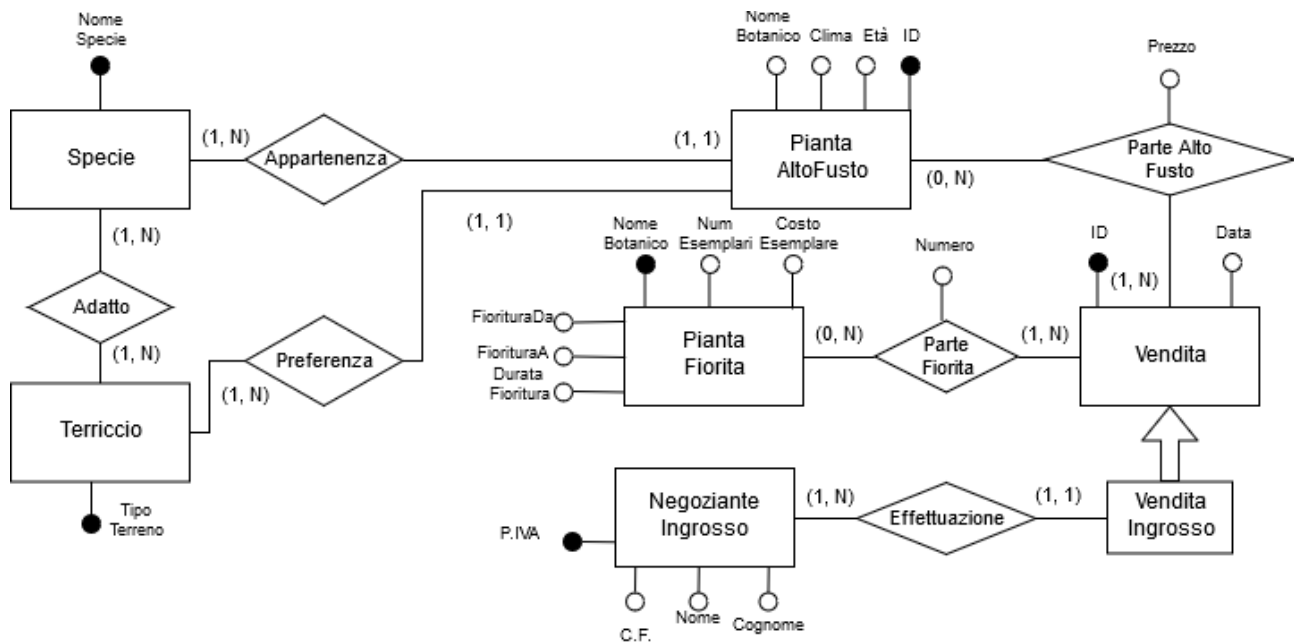 Nome
Specie
Nome
Botanico
Clima
Età
ID
Prezzo
Specie
(1, N)
Appartenenza
(1, 1)
Pianta
AltoFusto
(0, N)
Parte Alto
Fusto
(1, N)
(1, 1)
Nome
Botanico
Num
Esemplari
Costo
Esemplare
Numero
ID
Data
(1, N)
Adatto
FiorituraDa
FiorituraA
Durata
Fioritura
Pianta
Fiorita
(0, N)
Parte
Fiorita
(1, N)
Vendita
(1, N)
Preferenza
(1, N)
Terriccio
Tipo
Terreno
Negoziante
Ingrosso
(1, N)
Effettuazione
(1, 1)
Vendita
Ingrosso
P.IVA
C.F.
Nome
Cognome